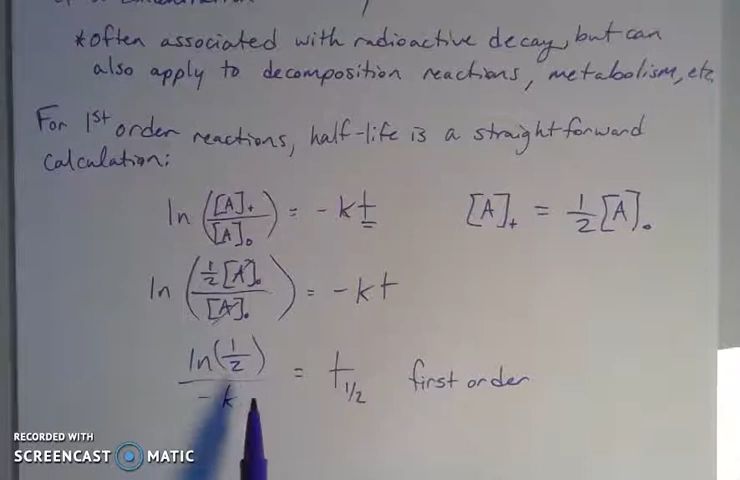 *often associated with radioactive decay, but can
also apply to decomposition reactions, metabolism, etc
For 1st order reactions, half-life is a straightforward
calculation:
ln([A]t/[A]₀) = -kt [A]t = 1/2[A]₀
ln(1/2[A]₀/[A]₀) = -kt
ln(1/2)/-k = t1/2 first order
RECORDED WITH
SCREENCAST MATIC